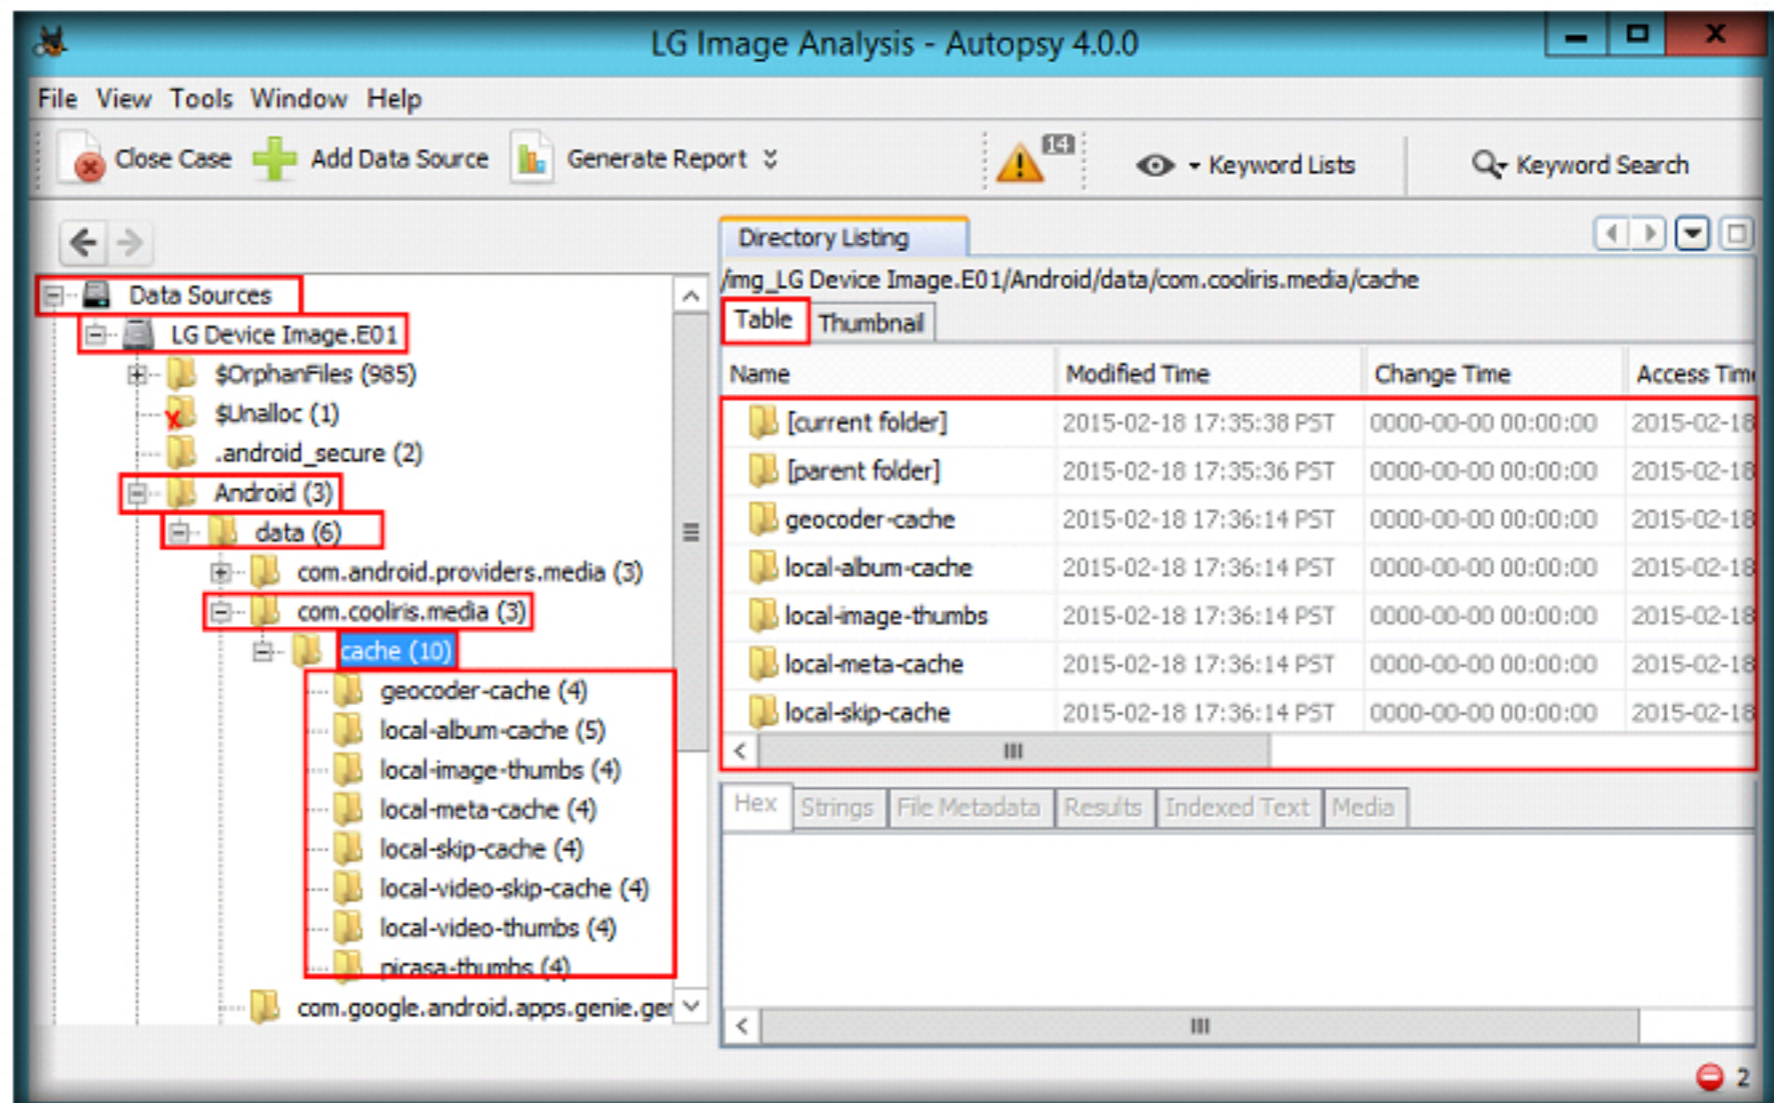 LG Image Analysis - Autopsy 4.0.0
File View Tools Window Help
Close Case Add Data Source Generate Report 14 Keyword Lists Keyword Search
Data Sources
LG Device Image.E01
$OrphanFiles (985)
$Unalloc (1)
.android_secure (2)
Android (3)
data (6)
com.android.providers.media (3)
com.cooliris.media (3)
cache (10)
geocoder-cache (4)
local-album-cache (5)
local-image-thumbs (4)
local-meta-cache (4)
local-skip-cache (4)
local-video-skip-cache (4)
local-video-thumbs (4)
picasa-thumbs (4)
com.google.android.apps.genie.ger
Directory Listing
/img_LG Device Image.E01/Android/data/com.cooliris.media/cache
Table Thumbnail
Name Modified Time Change Time Access Time
[current folder] 2015-02-18 17:35:38 PST 0000-00-00 00:00:00 2015-02-18
[parent folder] 2015-02-18 17:35:36 PST 0000-00-00 00:00:00 2015-02-18
geocoder-cache 2015-02-18 17:36:14 PST 0000-00-00 00:00:00 2015-02-18
local-album-cache 2015-02-18 17:36:14 PST 0000-00-00 00:00:00 2015-02-18
local-image-thumbs 2015-02-18 17:36:14 PST 0000-00-00 00:00:00 2015-02-18
local-meta-cache 2015-02-18 17:36:14 PST 0000-00-00 00:00:00 2015-02-18
local-skip-cache 2015-02-18 17:36:14 PST 0000-00-00 00:00:00 2015-02-18
Hex Strings File Metadata Results Indexed Text Media
2